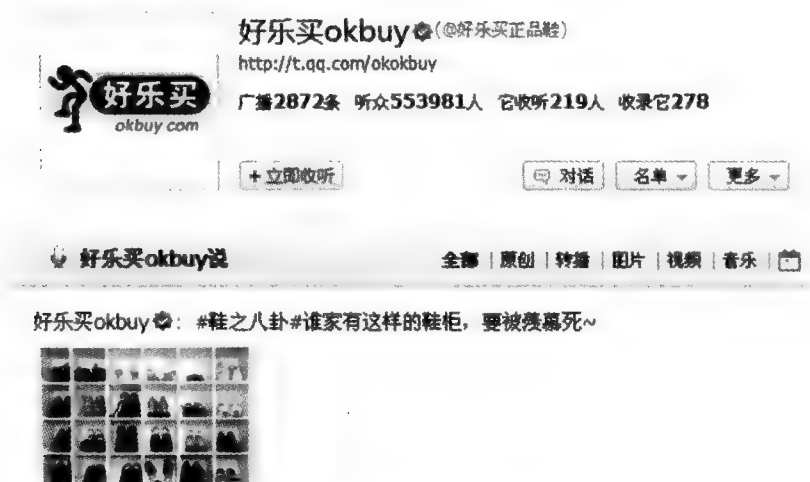 好乐买okbuy(@好乐买正品鞋)
http://t.qq.com/okokbuy
好乐买
okbuy com
广播2872条 听众553981人 它收听219人 收录它278
+ 立即收听 对话 名单 更多
好乐买okbuy说 全部 | 原创 | 转播 | 图片 | 视频 | 音乐 |
好乐买okbuy: #鞋之八卦#谁家有这样的鞋柜，要被羡慕死~